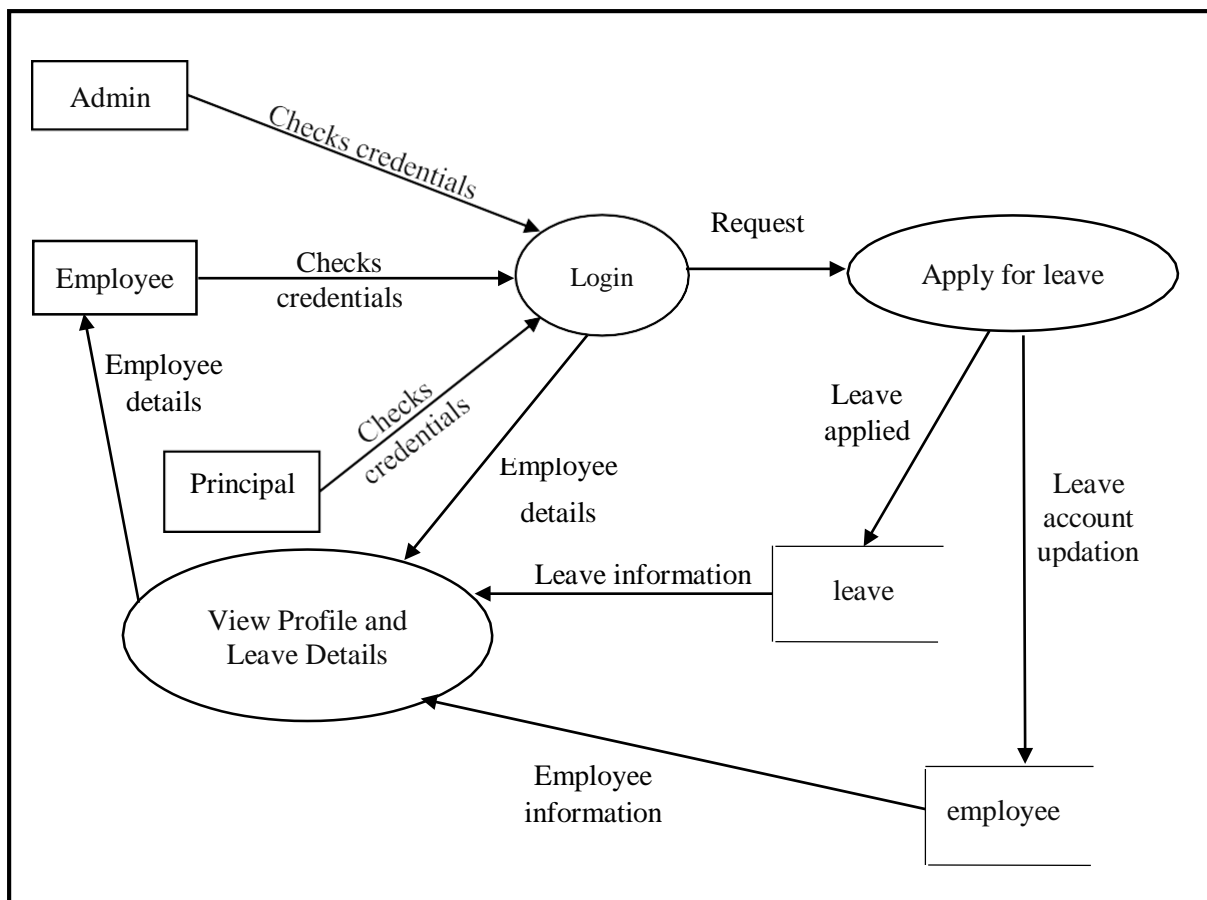 Admin
Checks credentials
Request
Employee
Checks
credentials
Login
Apply for leave
Employee
details
Checks
credentials
Leave
applied
Principal
Employee
details
Leave
account
updation
Leave information
leave
View Profile and
Leave Details
Employee
information
employee